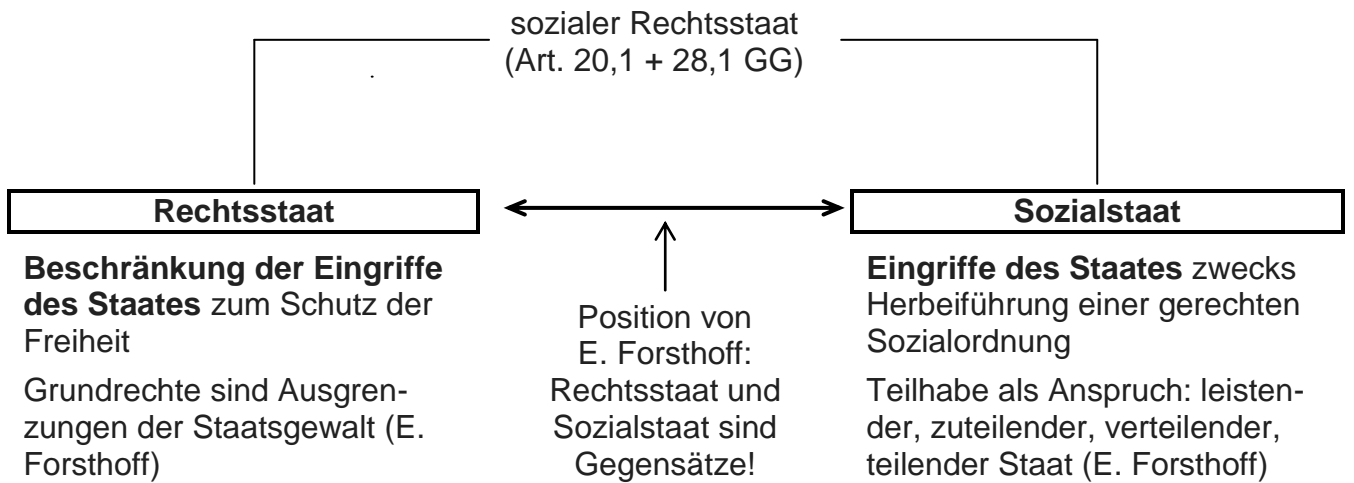 sozialer Rechtsstaat
(Art. 20,1 + 28,1 GG)
Rechtsstaat
Sozialstaat
Beschränkung der Eingriffe
des Staates zum Schutz der
Freiheit
Grundrechte sind Ausgren-
zungen der Staatsgewalt (E.
Forsthoff)
Position von
E. Forsthoff:
Rechtsstaat und
Sozialstaat sind
Gegensätze!
Eingriffe des Staates zwecks
Herbeiführung einer gerechten
Sozialordnung
Teilhabe als Anspruch: leisten-
der, zuteilender, verteilender,
teilender Staat (E. Forsthoff)